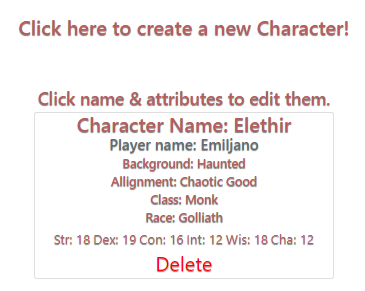 Click here to create a new Character!
Click name & attributes to edit them.
Character Name: Elethir
Player name: Emiljano
Background: Haunted
Allignment: Chaotic Good
Class: Monk
Race: Golliath
Str: 18 Dex: 19 Con: 16 Int: 12 Wis: 18 Cha: 12
Delete